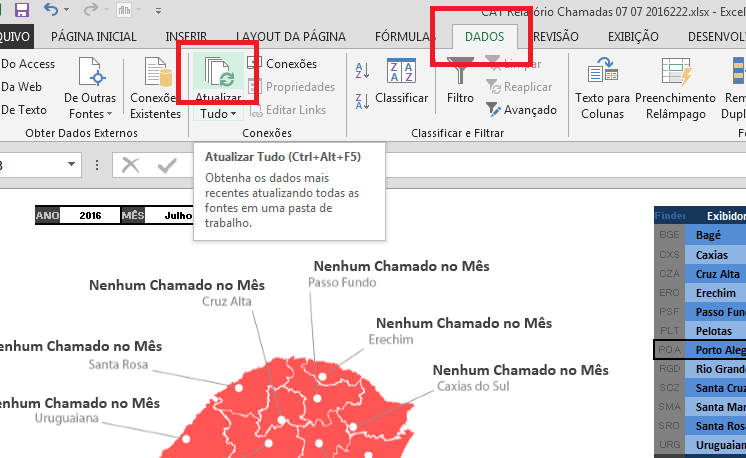 CAT Relatório Chamadas 07 07 2016222.xlsx - Excel
QUIVO PÁGINA INICIAL INSERIR LAYOUT DA PÁGINA FÓRMULAS DADOS REVISÃO EXIBIÇÃO DESENVOL
Do Access
Da Web
De Texto
De Outras
Fontes
Conexões
Existentes
Obter Dados Externos
Atualizar
Tudo
Conexões
Propriedades
Editar Links
Conexões
Classificar
Filtro
Limpar
Reaplicar
Avançado
Classificar e Filtrar
Texto para
Colunas
Preenchimento
Relâmpago
Rem
Dupl
Fe
Atualizar Tudo (Ctrl+Alt+F5)
Obtenha os dados mais
recentes atualizando todas as
fontes em uma pasta de
trabalho.
ANO 2016 MÊS Julho
Nenhum Chamado no Mês
Passo Fundo
Nenhum Chamado no Mês
Cruz Alta
Nenhum Chamado no Mês
Erechim
enhum Chamado no Mês
Santa Rosa
Nenhum Chamado no Mês
Caxias do Sul
enhum Chamado no Mês
Uruguaiana
Finder Exibidor
BGE Bagé
CXS Caxias
CZA Cruz Alta
ERC Erechim
PSF Passo Fund
PLT Pelotas
POA Porto Aleg
RGD Rio Grande
SCZ Santa Cruz
SMA Santa Mar
SRO Santa Rosa
URG Uruguaian